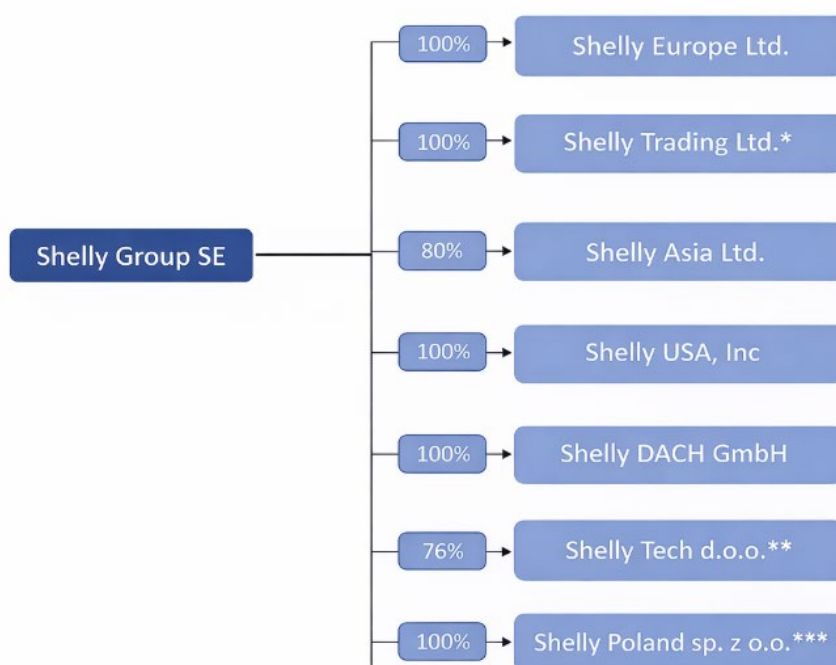 100% Shelly Europe Ltd.
100% Shelly Trading Ltd.*
Shelly Group SE 80% Shelly Asia Ltd.
100% Shelly USA, Inc
100% Shelly DACH GmbH
76% Shelly Tech d.o.o.**
100% Shelly Poland sp. z o.o.***